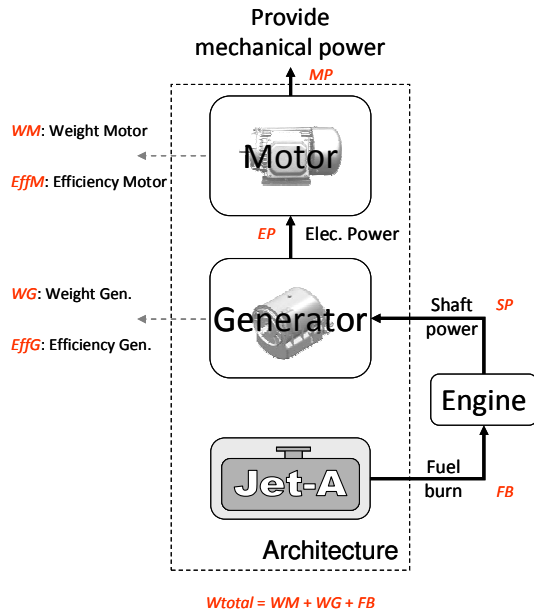 Provide
mechanical power
MP
WM: Weight Motor
Motor
EffM: Efficiency Motor
EP Elec. Power
WG: Weight Gen.
Generator
EffG: Efficiency Gen.
Shaft
power
SP
Engine
Jet-A
Fuel
burn
FB
Architecture
Wtotal = WM + WG + FB